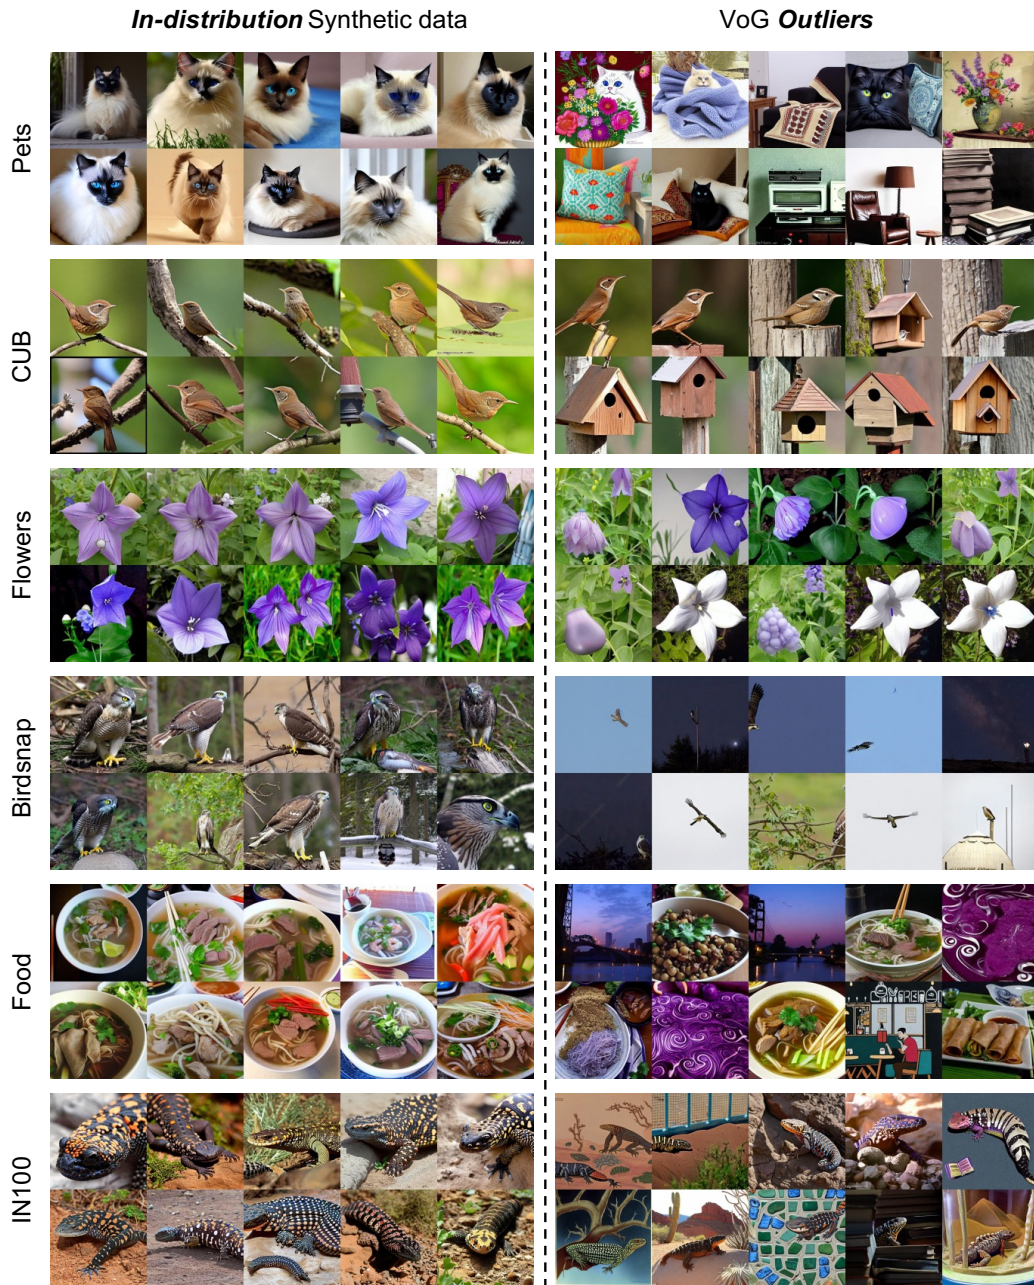 In-distribution Synthetic data
VoG Outliers
Pets
CUB
Flowers
Birdsnap
Food
IN100